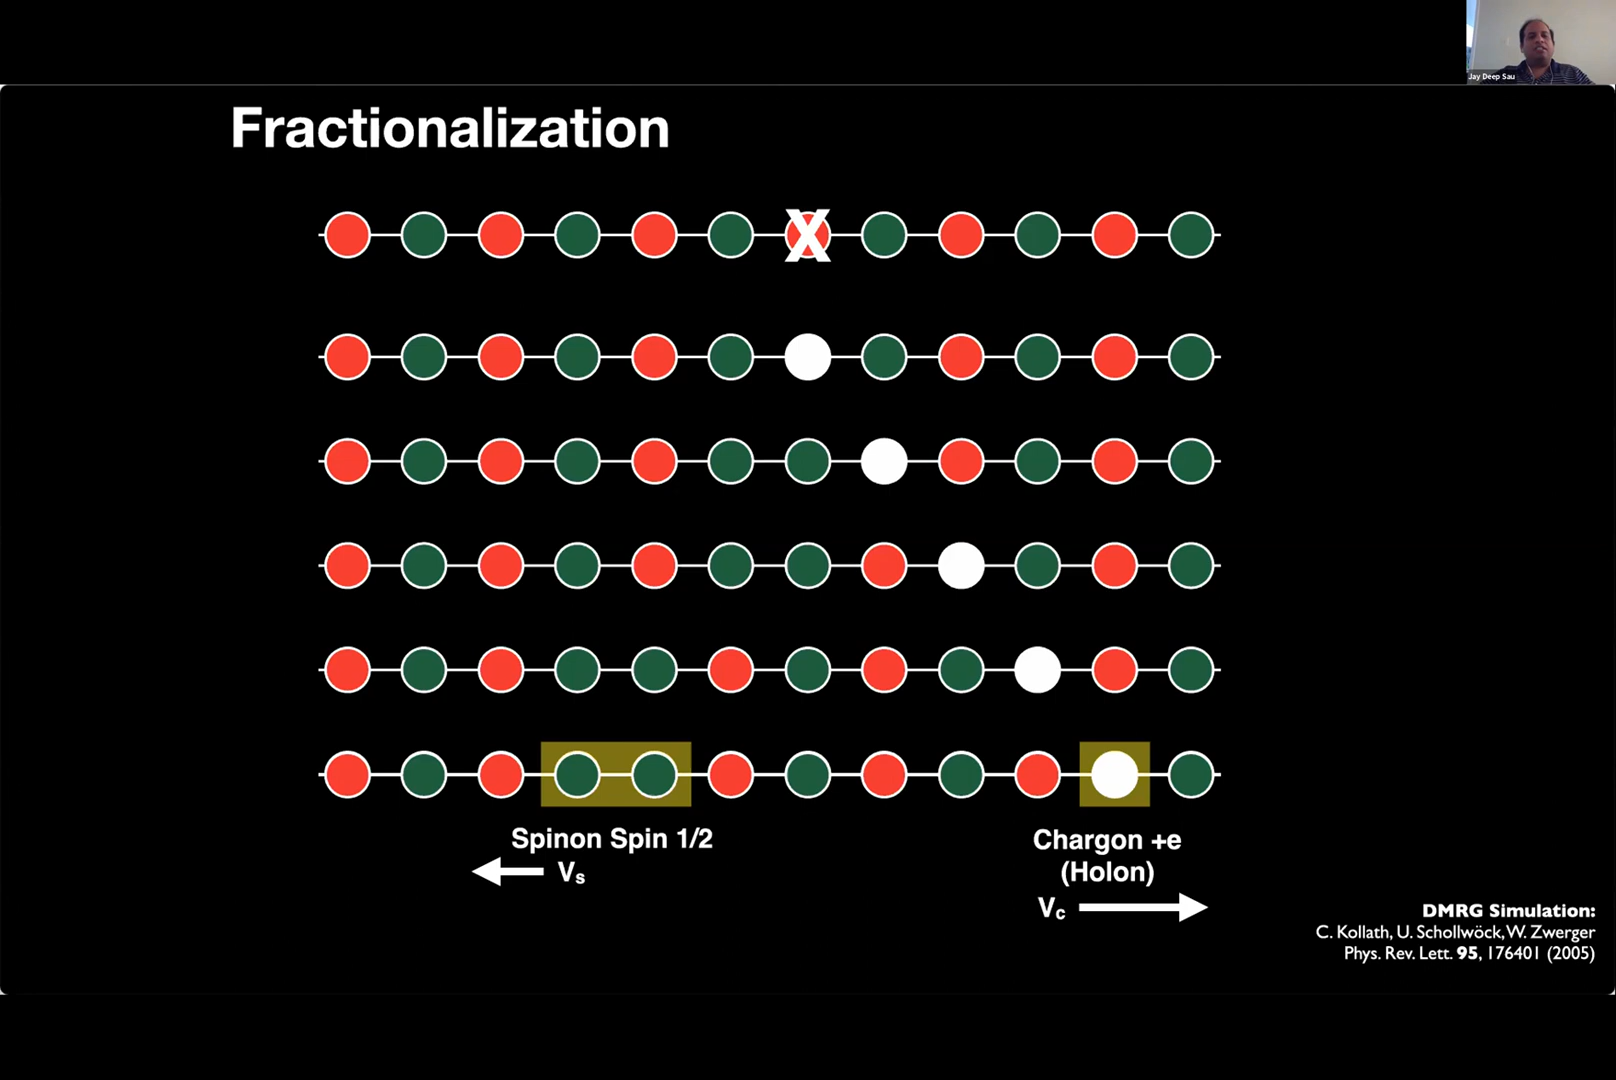 Jay Deep Sau
Fractionalization
X
Spinon Spin 1/2
Vs
Chargon +e
(Holon)
Vc
DMRG Simulation:
C. Kollath, U. Schollwöck, W. Zwerger
Phys. Rev. Lett. 95, 176401 (2005)